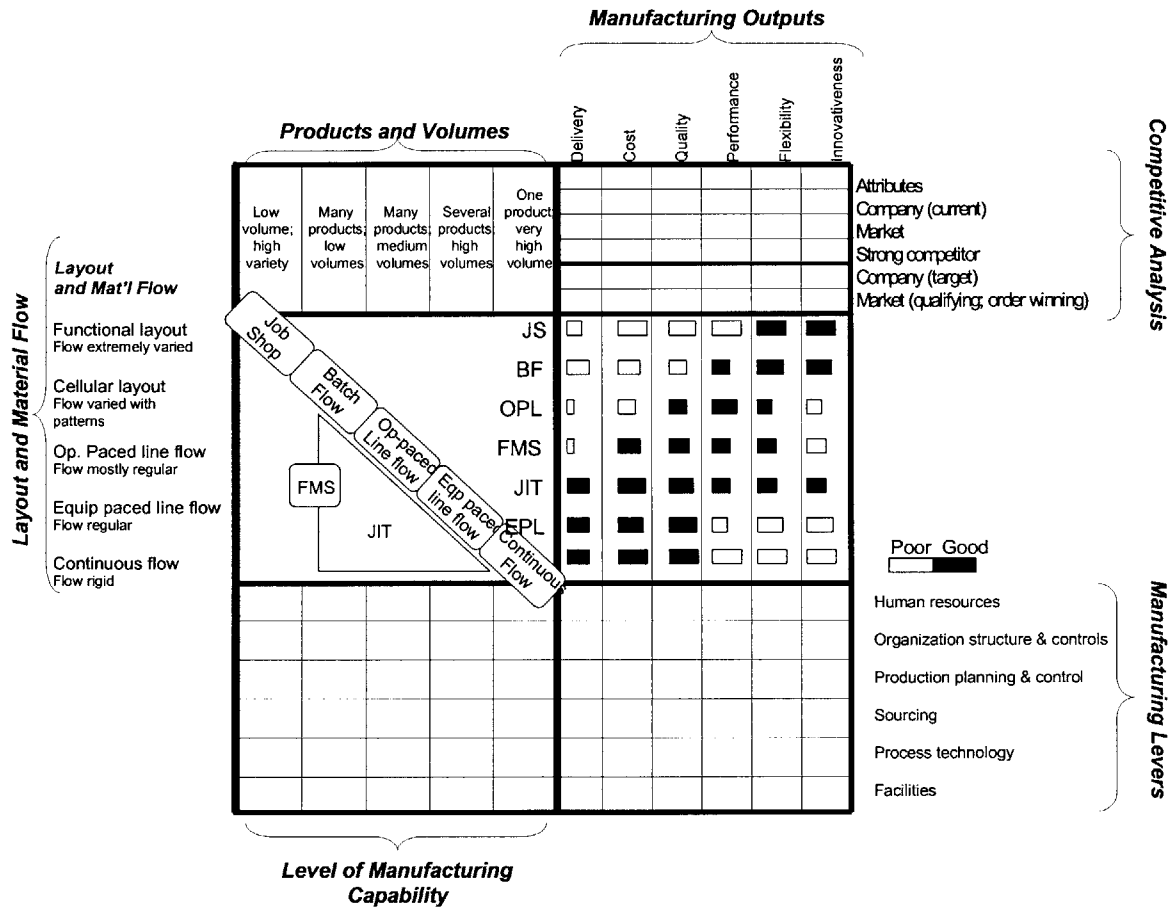 Manufacturing Outputs
Products and Volumes
Delivery
Cost
Quality
Performance
Flexibility
Innovativeness
Competitive Analysis
Low
volume;
high
variety
Many
products;
low
volumes
Many
products;
medium
volumes
Several
products;
high
volumes
One
product;
very
high
volume
Attributes
Company (current)
Market
Strong competitor
Company (target)
Market (qualifying; order winning)
Layout and Material Flow
Layout
and Mat'l Flow
Functional layout
Flow extremely varied
Cellular layout
Flow varied with
patterns
Op. Paced line flow
Flow mostly regular
Equip paced line flow
Flow regular
Continuous flow
Flow rigid
Job
Shop
Batch
Flow
Op-paced
Line flow
Eqp paced
line flow
Continuous
Flow
FMS
JIT
JS
BF
OPL
FMS
JIT
EPL
Poor Good
Human resources
Organization structure & controls
Production planning & control
Sourcing
Process technology
Facilities
Manufacturing Levers
Level of Manufacturing
Capability